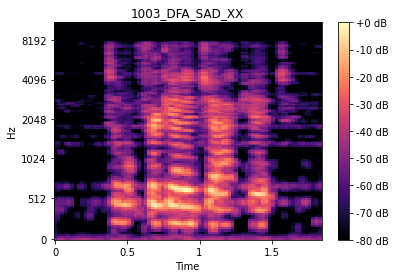 1003_DFA_SAD_XX
Hz
8192
4096
2048
1024
512
0
0
0.5
1
1.5
Time
+0 dB
-10 dB
-20 dB
-30 dB
-40 dB
-50 dB
-60 dB
-70 dB
-80 dB